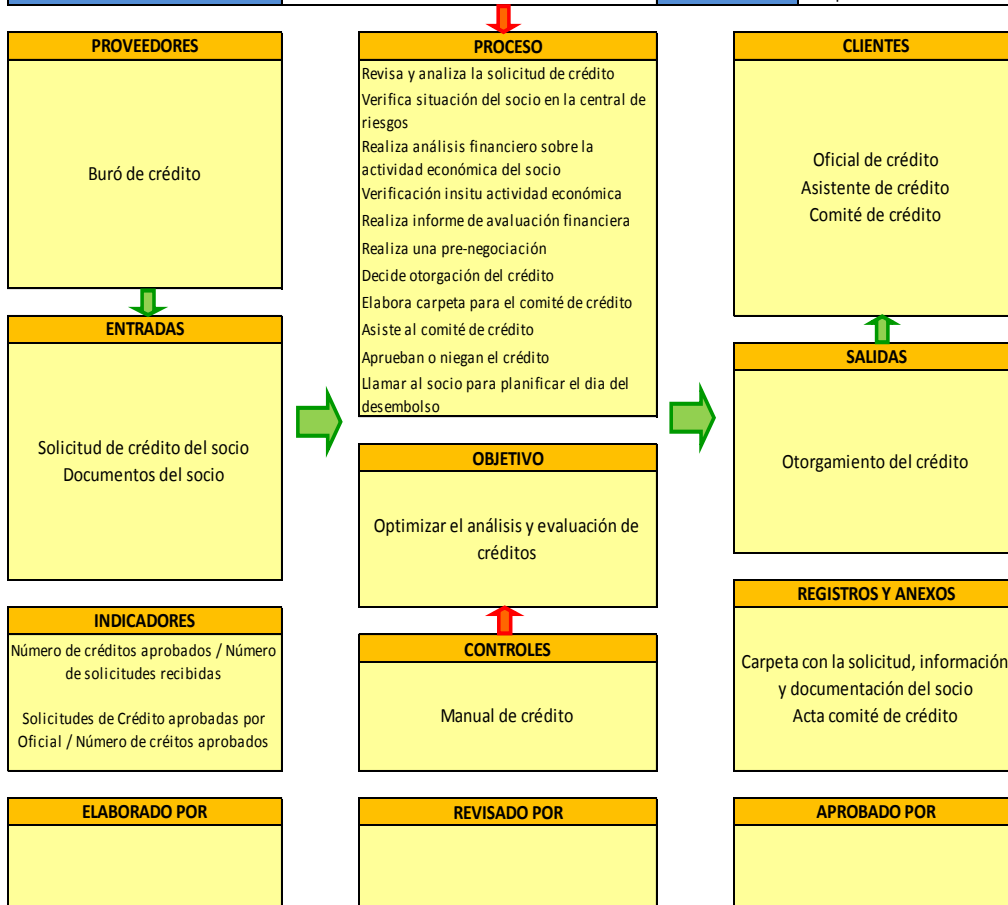 PROVEEDORES
Buró de crédito
ENTRADAS
Solicitud de crédito del socio
Documentos del socio
INDICADORES
Número de créditos aprobados / Número
de solicitudes recibidas
Solicitudes de Crédito aprobadas por
Oficial / Número de créitos aprobados
ELABORADO POR
PROCESO
Revisa y analiza la solicitud de crédito
Verifica situación del socio en la central de
riesgos
Realiza análisis financiero sobre la
actividad económica del socio
Verificación insitu actividad económica
Realiza informe de avaluación financiera
Realiza una pre-negociación
Decide otorgación del crédito
Elabora carpeta para el comité de crédito
Asiste al comité de crédito
Aprueban o niegan el crédito
Llamar al socio para planificar el dia del
desembolso
OBJETIVO
Optimizar el análisis y evaluación de
créditos
CONTROLES
Manual de crédito
REVISADO POR
CLIENTES
Oficial de crédito
Asistente de crédito
Comité de crédito
SALIDAS
Otorgamiento del crédito
REGISTROS Y ANEXOS
Carpeta con la solicitud, información
y documentación del socio
Acta comité de crédito
APROBADO POR